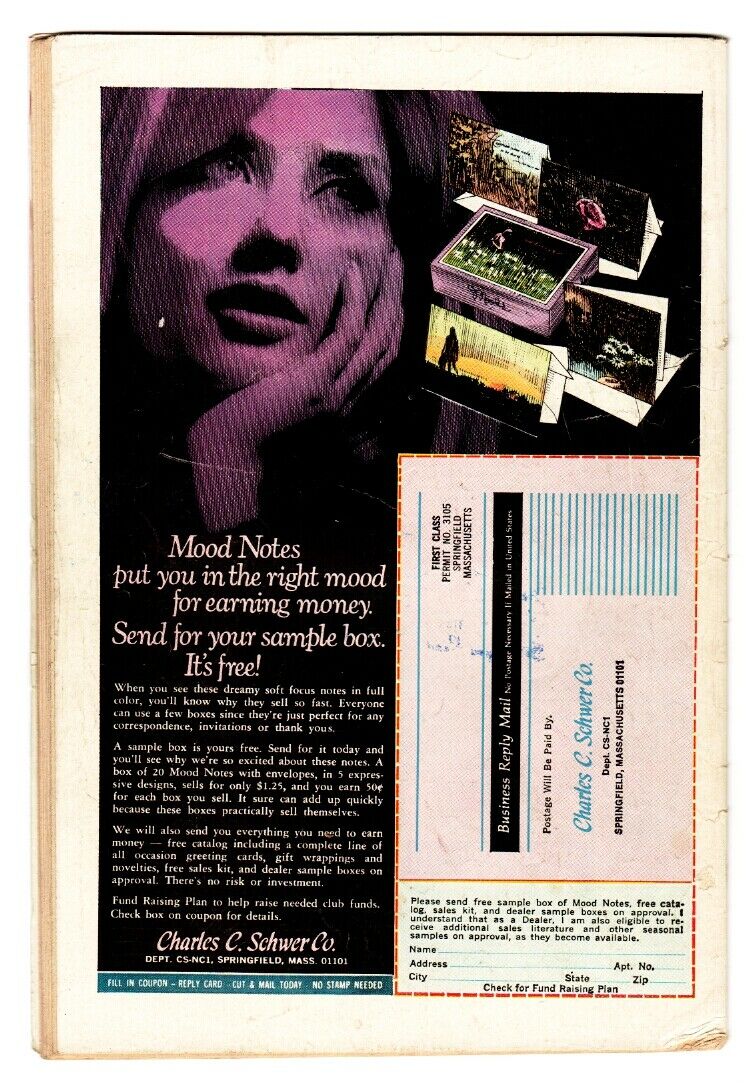 Mood Notes
put you in the right mood
for earning money.
Send for your sample box.
It's free!
When you see these dreamy soft focus notes in full
color, you'll know why they sell so fast. Everyone
can use a few boxes since they're just perfect for any
correspondence, invitations or thank yous.
A sample box is yours free. Send for it today and
you'll see why we're so excited about these notes. A
box of 20 Mood Notes with envelopes, in 5 expres-
sive designs, sells for only $1.25, and you earn 50¢
for each box you sell. It sure can add up quickly
because these boxes practically sell themselves.
We will also send you everything you need to earn
money — free catalog including a complete line of
all occasion greeting cards, gift wrappings and
novelties, free sales kit, and dealer sample boxes on
approval. There's no risk or investment.
Fund Raising Plan to help raise needed club funds.
Check box on coupon for details.
Charles C. Schwer Co.
DEPT. CS-NC1, SPRINGFIELD, MASS. 01101
FILL IN COUPON – REPLY CARD – CUT & MAIL TODAY NO STAMP NEEDED
FIRST CLASS
PERMIT NO. 3105
SPRINGFIELD
MASSACHUSETTS
Business Reply Mail No Postage Necessary If Mailed in United States
Postage Will Be Paid By,
Charles C. Schwer Co.
Dept. CS-NC1
SPRINGFIELD, MASSACHUSETTS 01101
Please send free sample box of Mood Notes, free cata-
log, sales kit, and dealer sample boxes on approval. I
understand that as a Dealer, I am also eligible to re-
ceive additional sales literature and other seasonal
samples on approval, as they become available.
Name
Address Apt. No.
City State Zip
Check for Fund Raising Plan